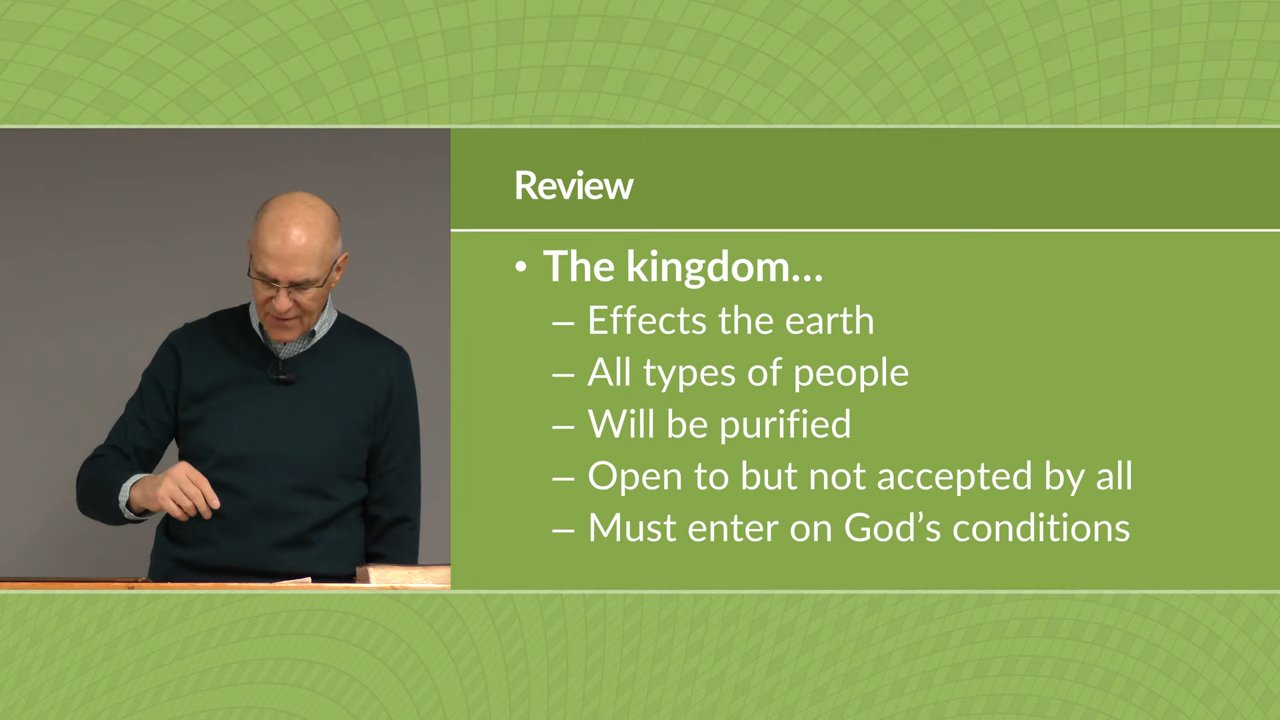 Review
• The kingdom...
– Effects the earth
– All types of people
– Will be purified
– Open to but not accepted by all
– Must enter on God’s conditions